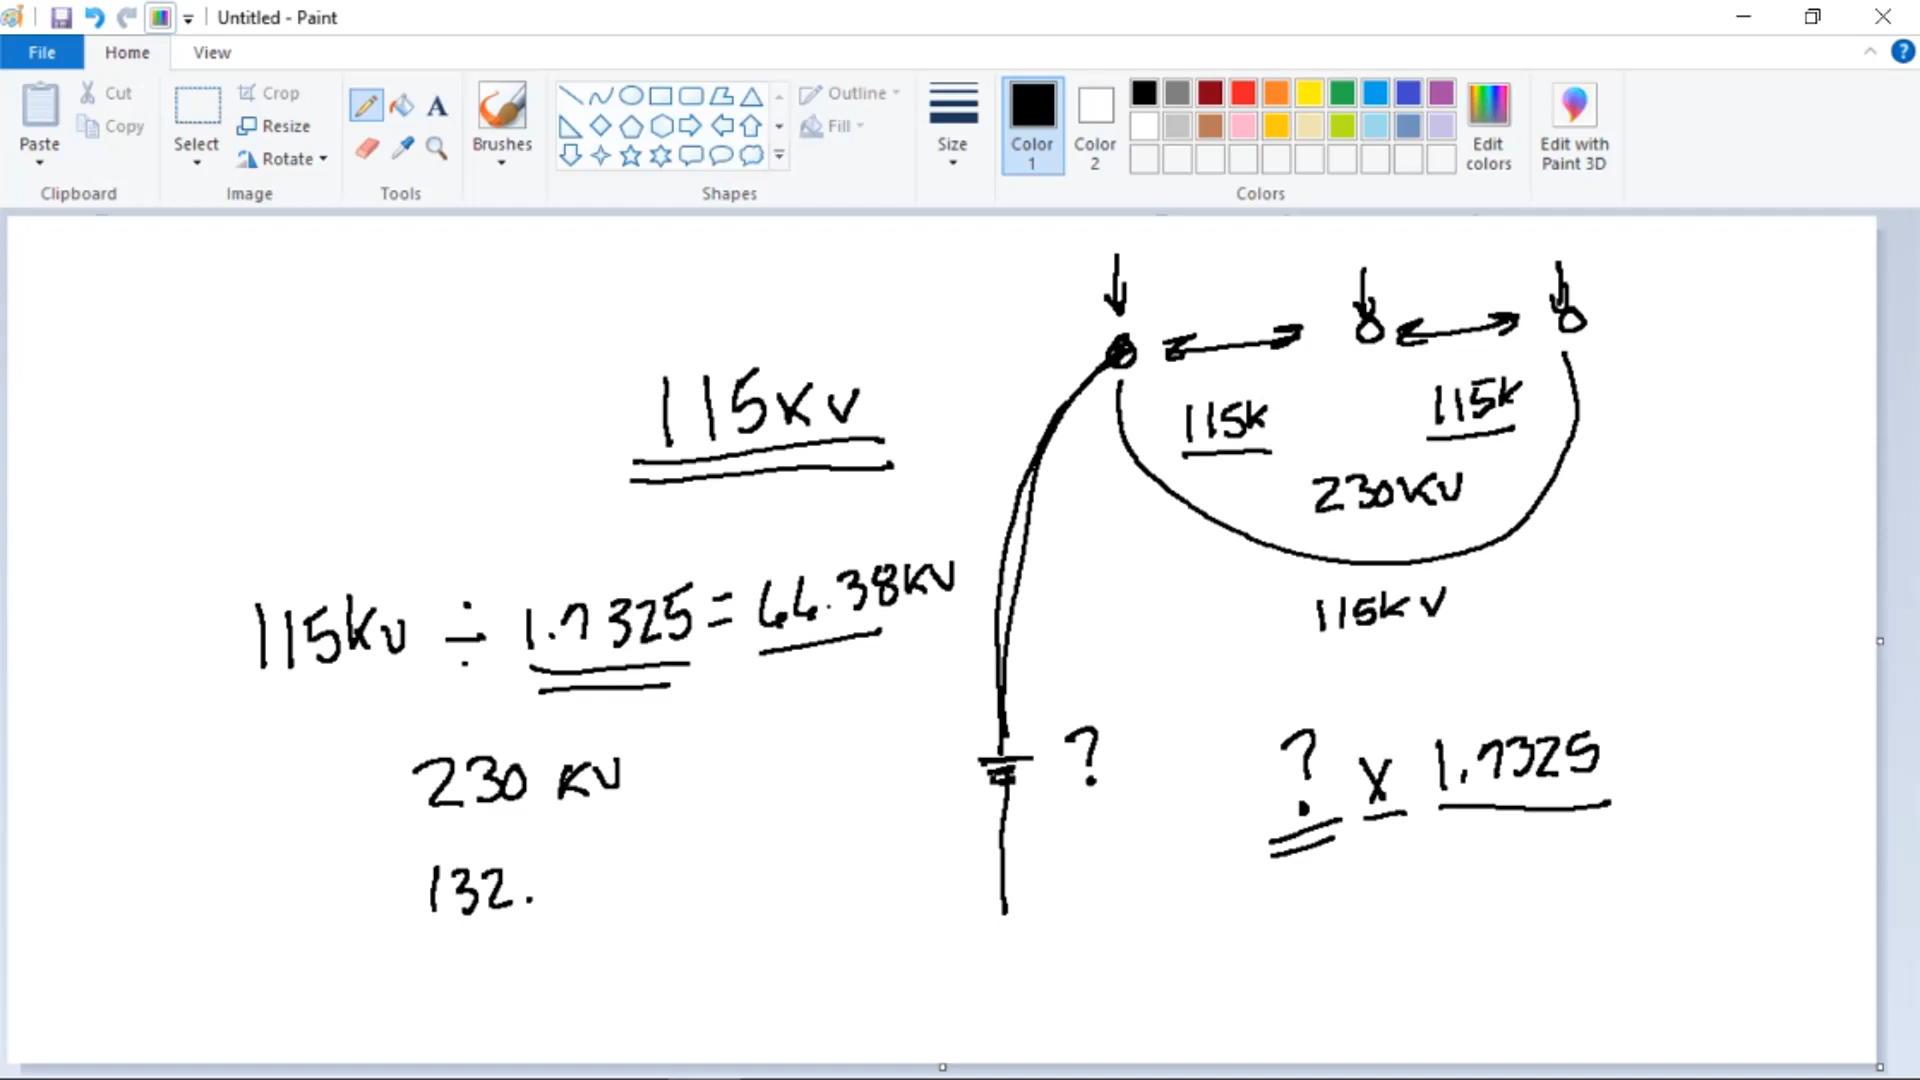 Untitled - Paint
File Home View
Paste
Cut
Copy
Clipboard
Select
Crop
Resize
Rotate
Image
Tools
Brushes
Outline
Fill
Shapes
Size
Color 1
Color 2
Edit colors
Colors
Edit with Paint 3D
115KV
115K
115K
230KV
115KV
115KV ÷ 1.7325 = 66.38KV
230 KV
132.
?
? X 1.7325